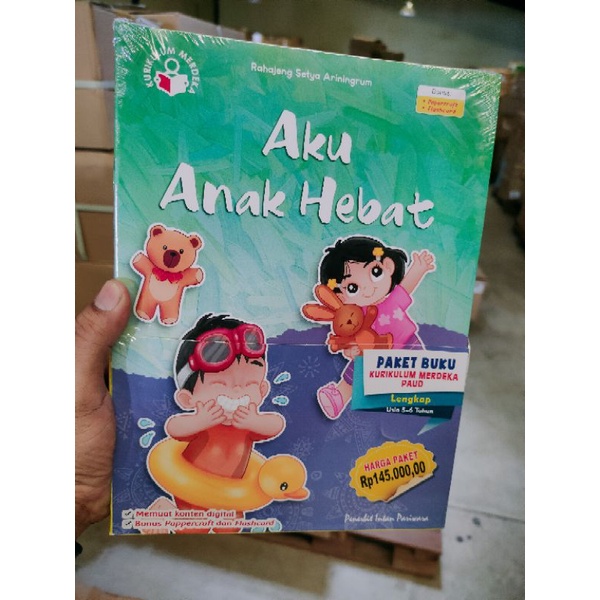 KURIKULUM MERDEKA
Rahajeng Setya Ariningrum
Bonus
• Papercraft
• Flashcard
Aku
Anak Hebat
PAKET BUKU
KURIKULUM MERDEKA
PAUD
Lengkap
Usia 5-6 Tahun
HARGA PAKET
Rp145.000,00
Memuat konten digital
Bonus Pappercraft dan Flashcard
Penerbit Intan Pariwara